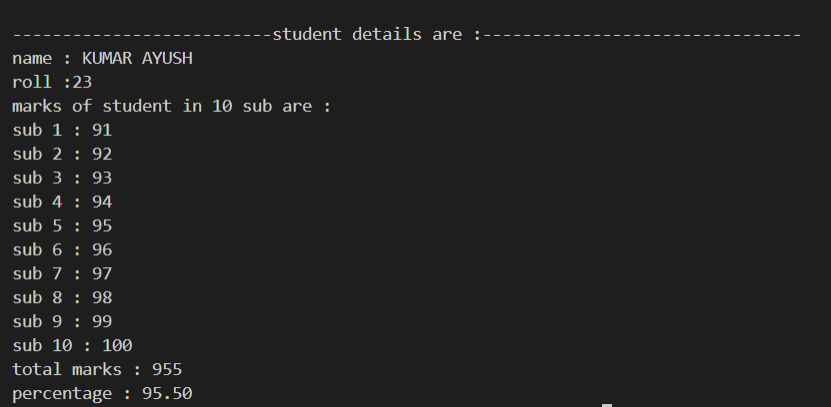 --------------------------student details are :--------------------------------
name : KUMAR AYUSH
roll :23
marks of student in 10 sub are :
sub 1 : 91
sub 2 : 92
sub 3 : 93
sub 4 : 94
sub 5 : 95
sub 6 : 96
sub 7 : 97
sub 8 : 98
sub 9 : 99
sub 10 : 100
total marks : 955
percentage : 95.50